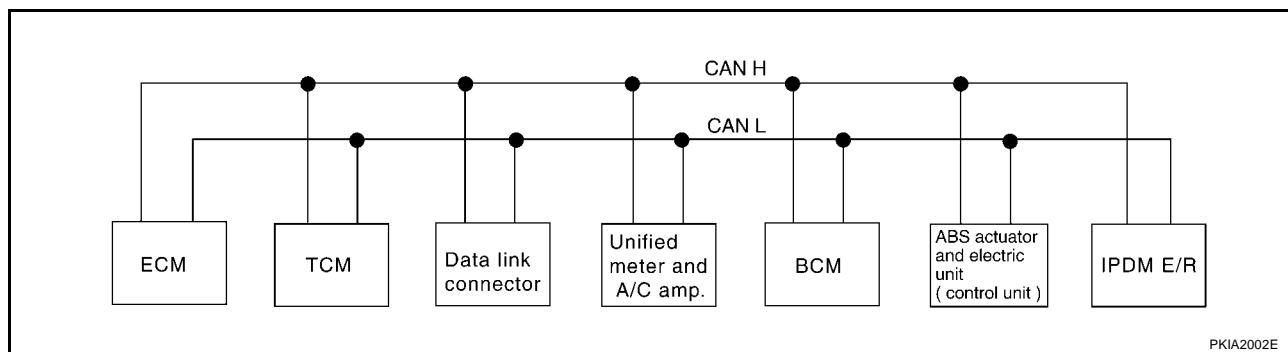 CAN H
CAN L
ECM
TCM
Data link
connector
Unified
meter and
A/C amp.
BCM
ABS actuator
and electric
unit
( control unit )
IPDM E/R
PKIA2002E